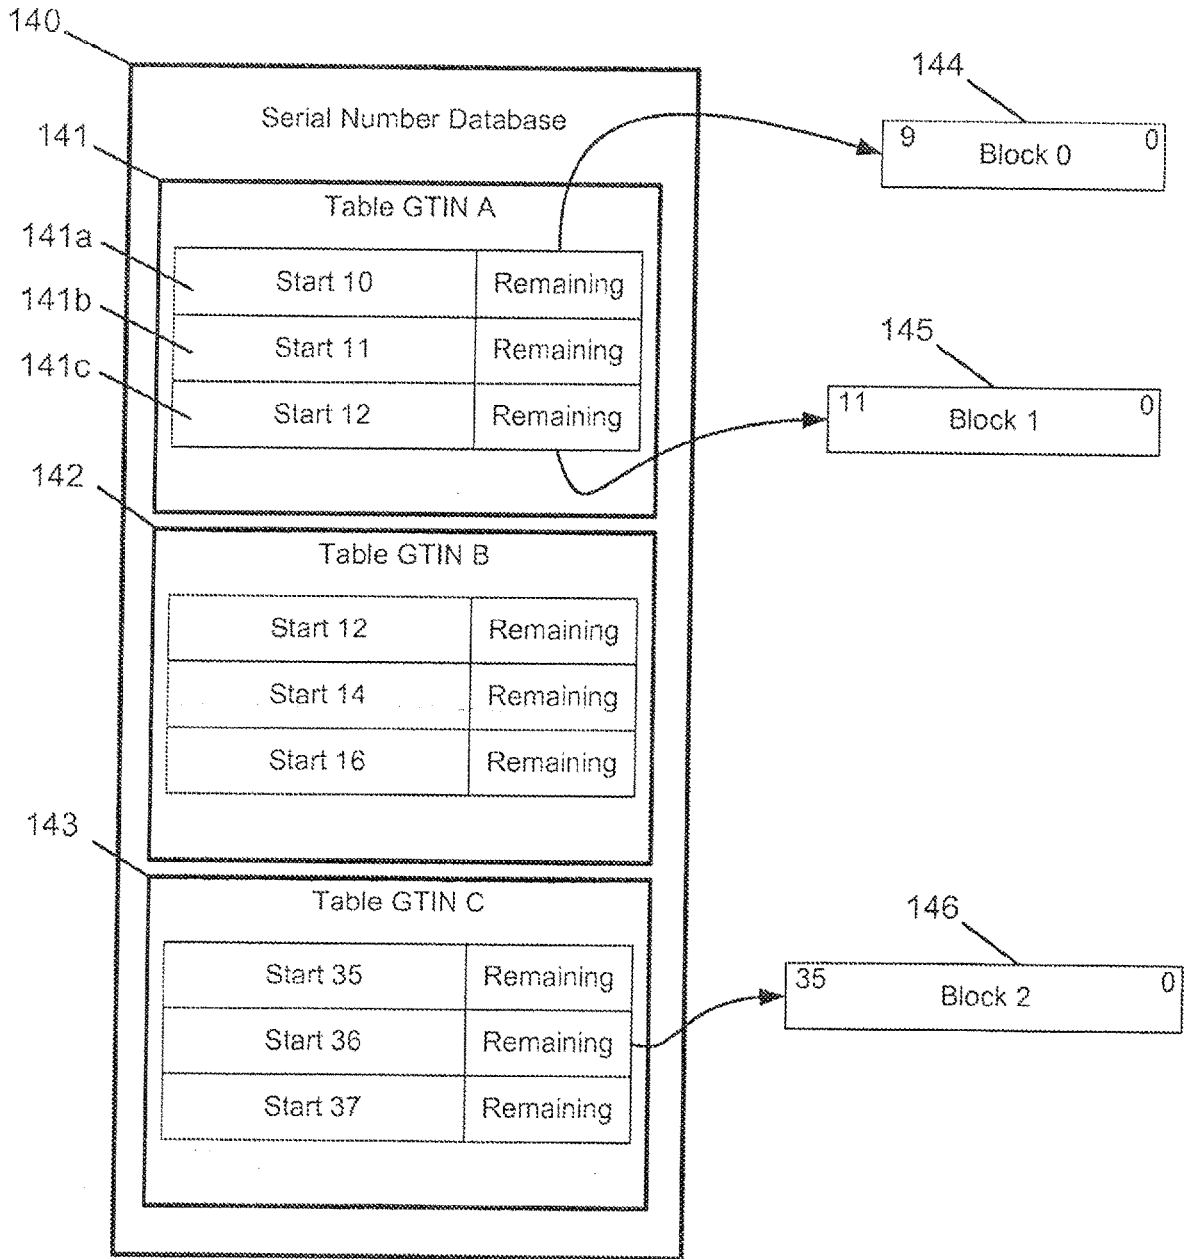 140
Serial Number Database
144
9 Block 0 0
141
Table GTIN A
141a
Start 10 Remaining
141b
Start 11 Remaining
145
141c
Start 12 Remaining
11 Block 1 0
142
Table GTIN B
Start 12 Remaining
Start 14 Remaining
Start 16 Remaining
143
Table GTIN C
146
Start 35 Remaining
35 Block 2 0
Start 36 Remaining
Start 37 Remaining